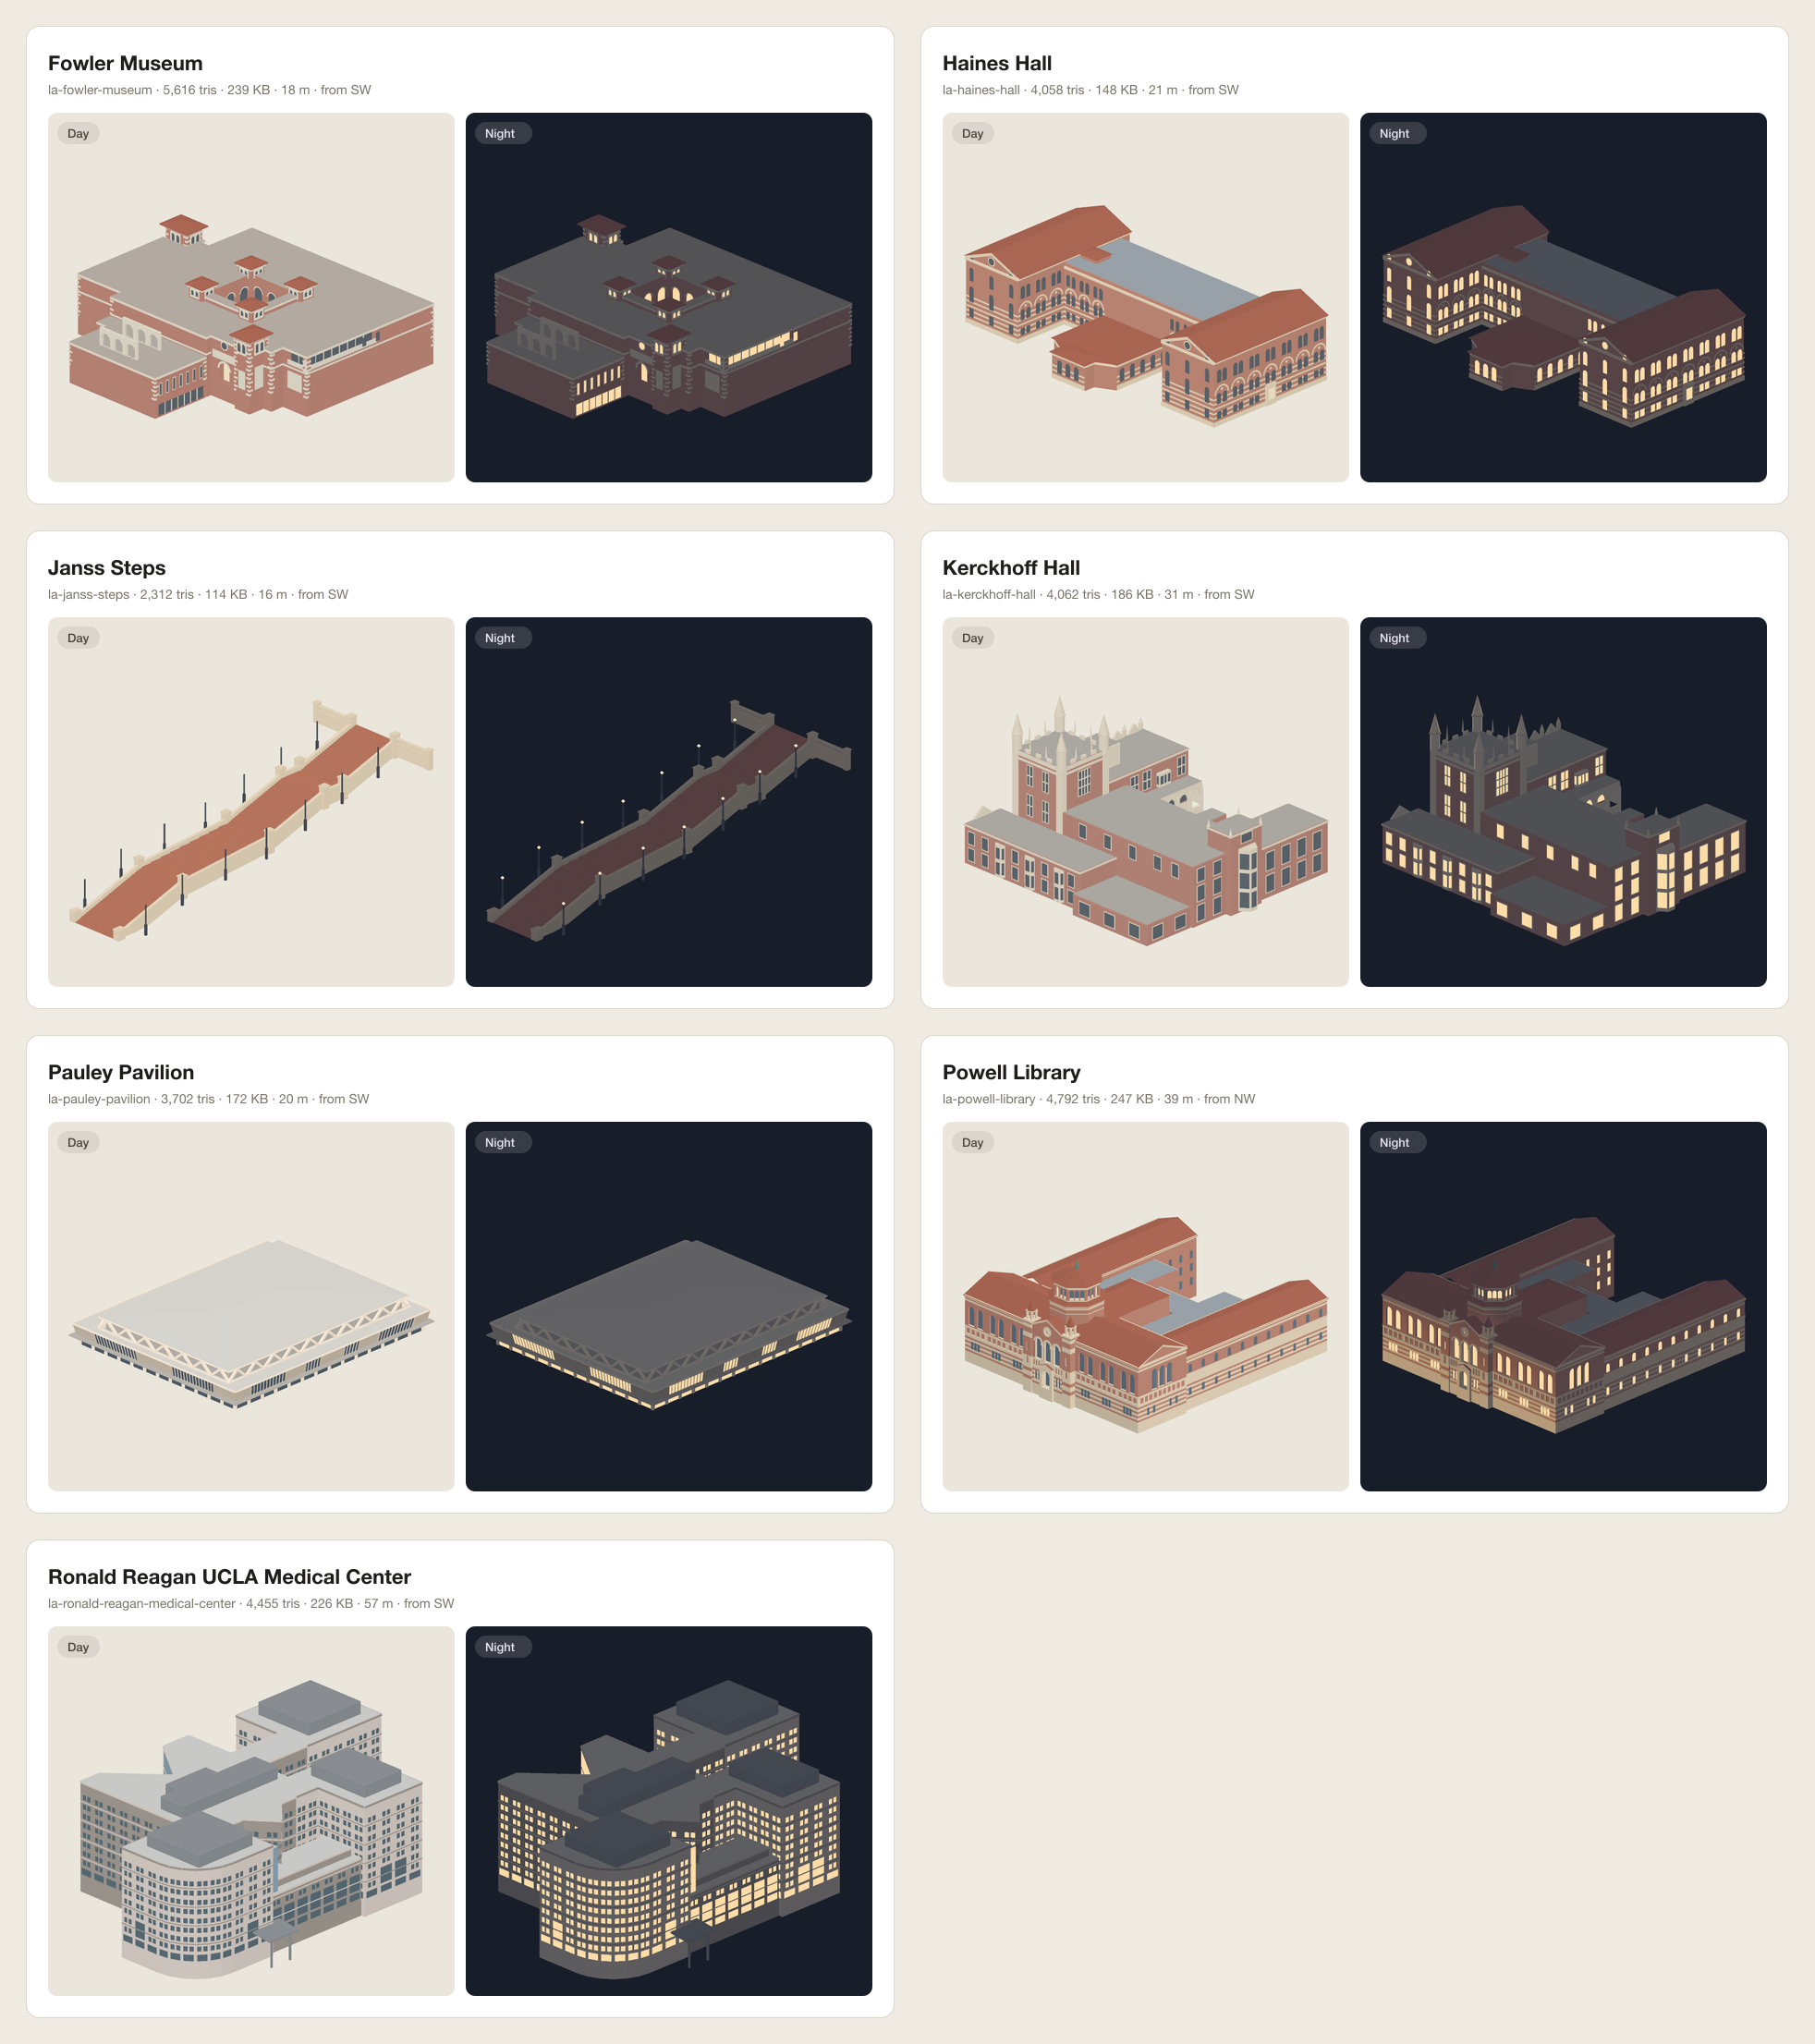 Fowler Museum
la-fowler-museum · 5,616 tris · 239 KB · 18 m · from SW
Day
Night
Haines Hall
la-haines-hall · 4,058 tris · 148 KB · 21 m · from SW
Day
Night
Janss Steps
la-janss-steps · 2,312 tris · 114 KB · 16 m · from SW
Day
Night
Kerckhoff Hall
la-kerckhoff-hall · 4,062 tris · 186 KB · 31 m · from SW
Day
Night
Pauley Pavilion
la-pauley-pavilion · 3,702 tris · 172 KB · 20 m · from SW
Day
Night
Powell Library
la-powell-library · 4,792 tris · 247 KB · 39 m · from NW
Day
Night
Ronald Reagan UCLA Medical Center
la-ronald-reagan-medical-center · 4,455 tris · 226 KB · 57 m · from SW
Day
Night